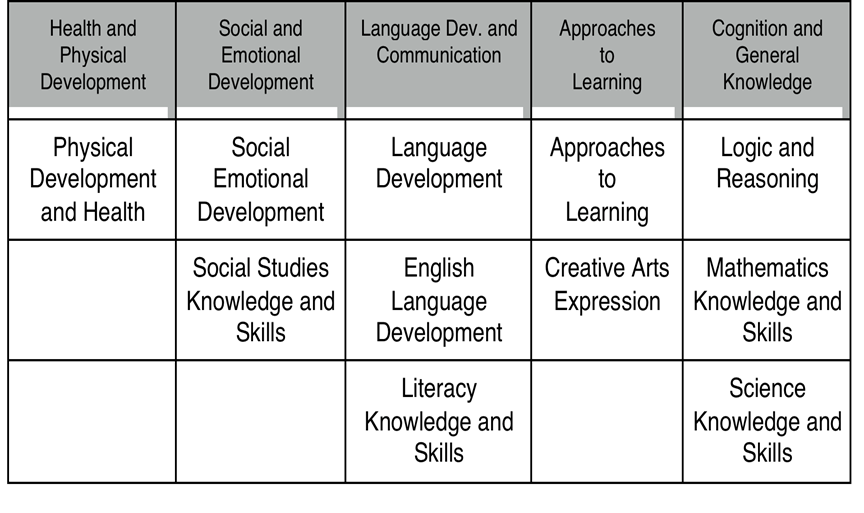 Health and
Physical
Development
Social and
Emotional
Development
Language Dev. and
Communication
Approaches
to
Learning
Cognition and
General
Knowledge
Physical
Development
and Health
Social
Emotional
Development
Language
Development
Approaches
to
Learning
Logic and
Reasoning
Social Studies
Knowledge and
Skills
English
Language
Development
Creative Arts
Expression
Mathematics
Knowledge and
Skills
Literacy
Knowledge and
Skills
Science
Knowledge and
Skills